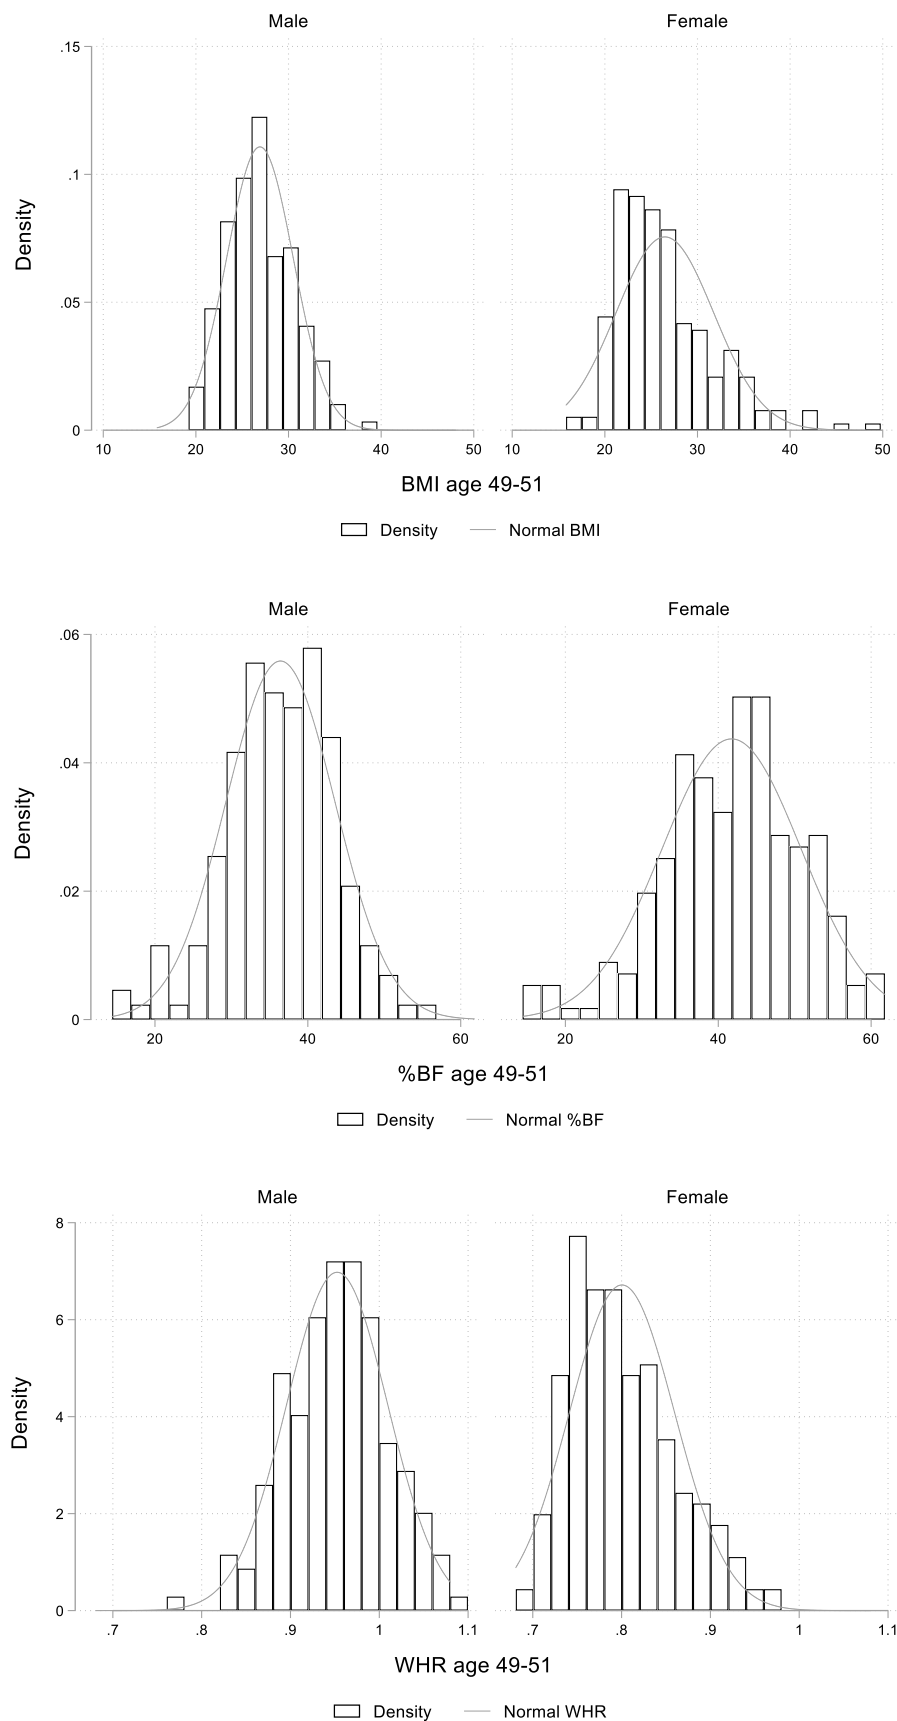 Male Female
.15
.1
.05
0
Density
10 20 30 40 50 10 20 30 40 50
BMI age 49-51
Density Normal BMI
Male Female
.06
.04
.02
0
Density
20 40 60 20 40 60
%BF age 49-51
Density Normal %BF
Male Female
8
6
4
2
0
Density
.7 .8 .9 1 1.1 .7 .8 .9 1 1.1
WHR age 49-51
Density Normal WHR